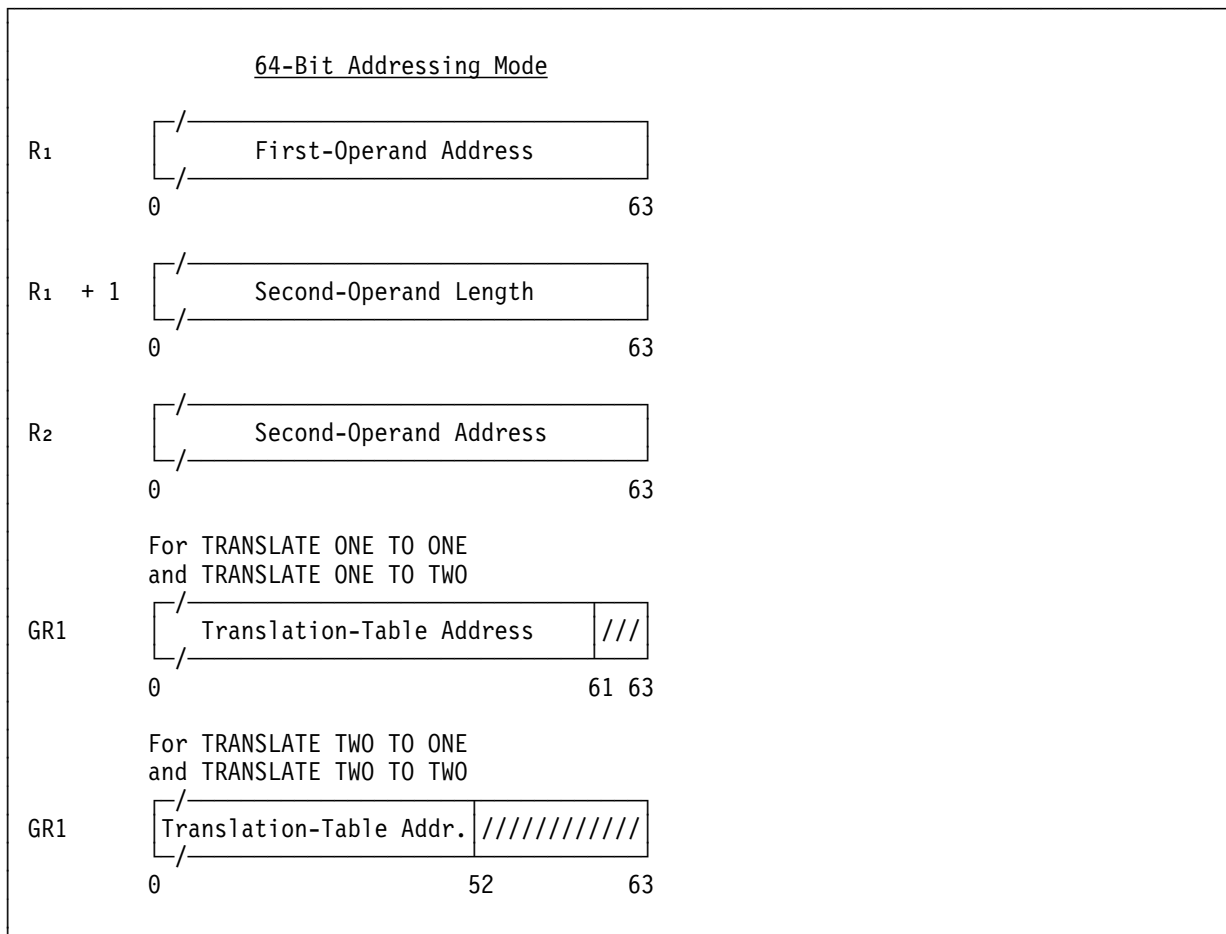 64-Bit Addressing Mode
R₁ First-Operand Address
0 63
R₁ + 1 Second-Operand Length
0 63
R₂ Second-Operand Address
0 63
For TRANSLATE ONE TO ONE
and TRANSLATE ONE TO TWO
GR1 Translation-Table Address ///
0 61 63
For TRANSLATE TWO TO ONE
and TRANSLATE TWO TO TWO
GR1 Translation-Table Addr. ////////////
0 52 63